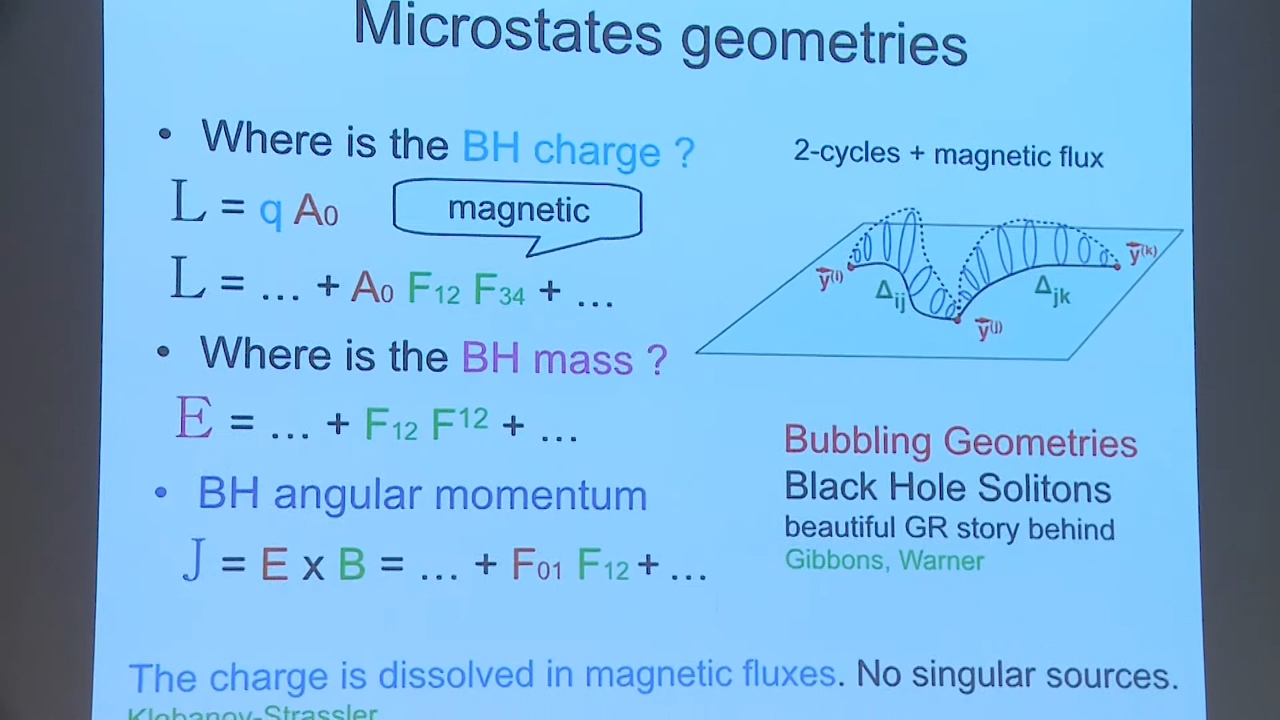 Microstates geometries
• Where is the BH charge ?
L = q A0
magnetic
L = ... + A0 F12 F34 + ...
• Where is the BH mass ?
E = ... + F12 F¹² + ...
• BH angular momentum
J = E x B = ... + F01 F12 + ...
2-cycles + magnetic flux
y(i)
Δij
y(j)
Δjk
y(k)
Bubbling Geometries
Black Hole Solitons
beautiful GR story behind
Gibbons, Warner
The charge is dissolved in magnetic fluxes. No singular sources.
Klebanov-Strassler